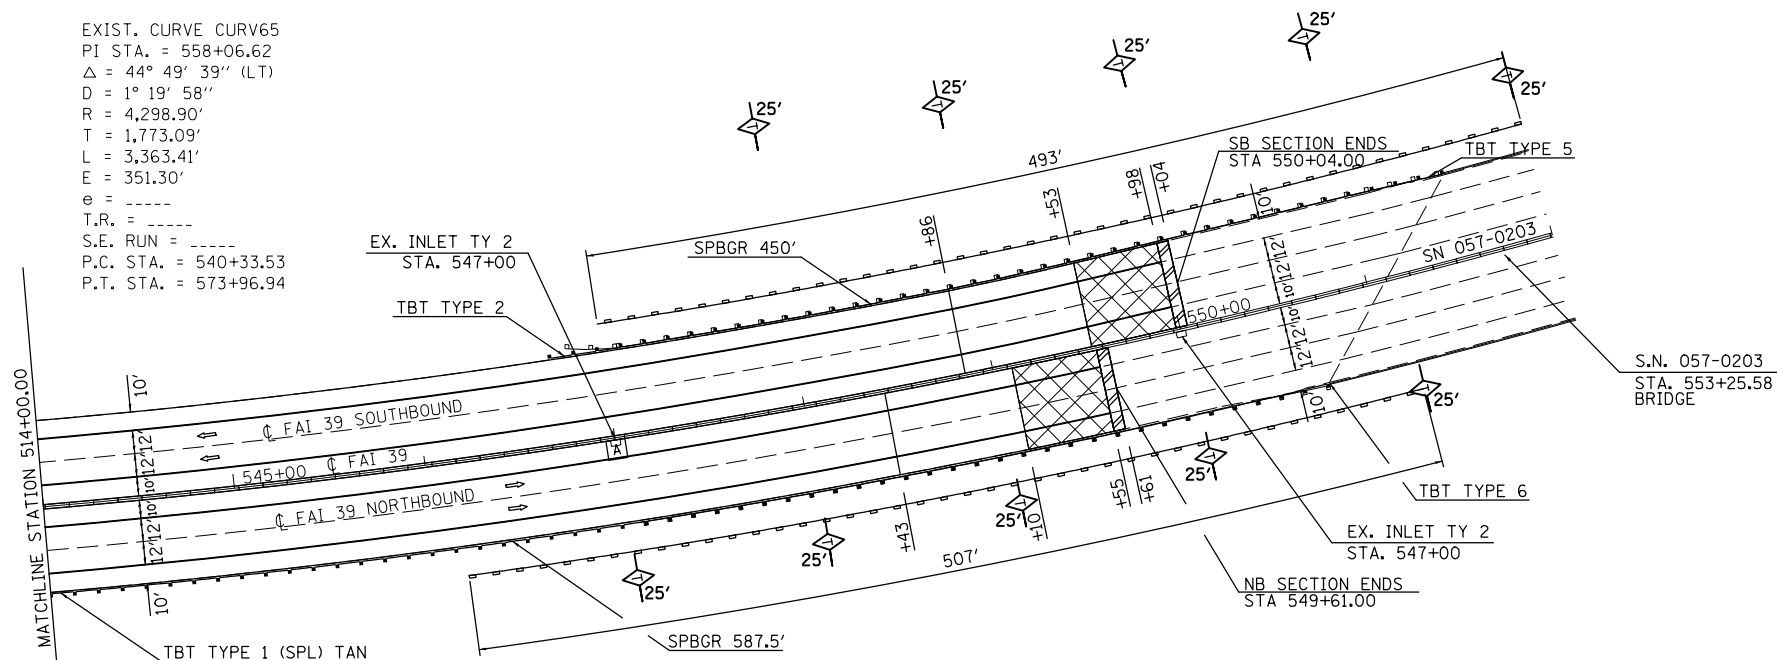 EXIST. CURVE CURV65
PI STA. = 558+06.62
Δ = 44° 49' 39'' (LT)
D = 1° 19' 58''
R = 4,298.90'
T = 1,773.09'
L = 3,363.41'
E = 351.30'
e = _____
T.R. = _____
S.E. RUN = _____
P.C. STA. = 540+33.53
P.T. STA. = 573+96.94
25'
25'
25'
25'
25'
T
T
T
T
T
493'
SB SECTION ENDS
STA 550+04.00
TBT TYPE 5
+86
+53
+98
+04
10'
EX. INLET TY 2
STA. 547+00
SPBGR 450'
TBT TYPE 2
SN 057-0203
550+00
12'12'10'10'12'12
S.N. 057-0203
STA. 553+25.58
BRIDGE
MATCHLINE STATION 514+00.00
10'
℄ FAI 39 SOUTHBOUND
545+00
℄ FAI 39
A
℄ FAI 39 NORTHBOUND
12'12'10'10'12'12'
10'
10'
+43
+10
+55
+61
T
T
T
T
T
25'
25'
25'
25'
25'
507'
TBT TYPE 6
EX. INLET TY 2
STA. 547+00
NB SECTION ENDS
STA 549+61.00
SPBGR 587.5'
TBT TYPE 1 (SPL) TAN